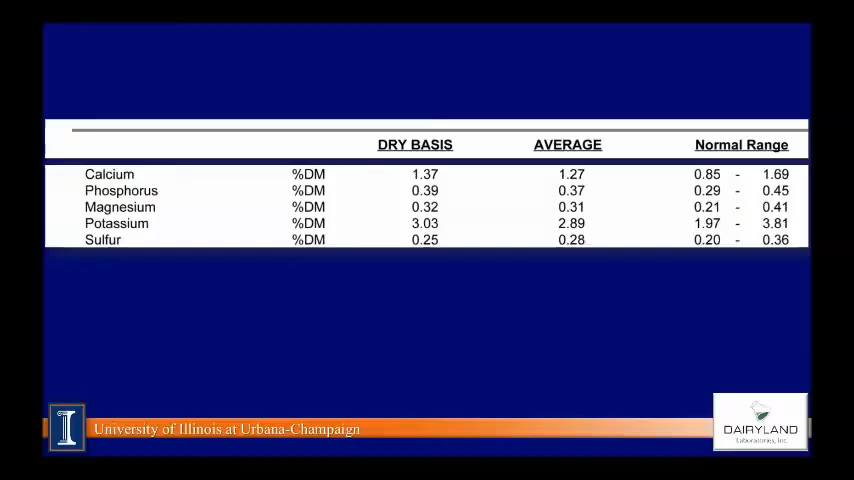 DRY BASIS AVERAGE Normal Range
Calcium %DM 1.37 1.27 0.85 - 1.69
Phosphorus %DM 0.39 0.37 0.29 - 0.45
Magnesium %DM 0.32 0.31 0.21 - 0.41
Potassium %DM 3.03 2.89 1.97 - 3.81
Sulfur %DM 0.25 0.28 0.20 - 0.36
I University of Illinois at Urbana-Champaign
DAIRYLAND
Laboratories, Inc.